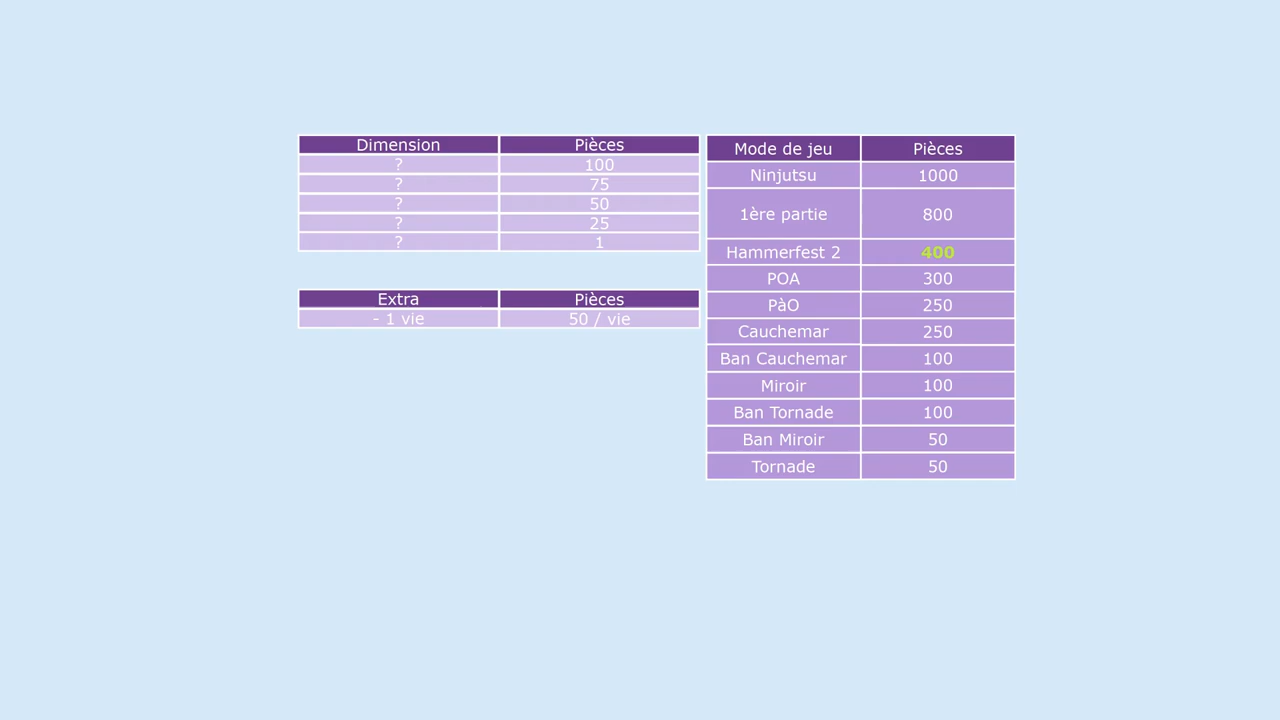 Dimension Pièces
? 100
? 75
? 50
? 25
? 1
Extra Pièces
- 1 vie 50 / vie
Mode de jeu Pièces
Ninjutsu 1000
1ère partie 800
Hammerfest 2 400
POA 300
PàO 250
Cauchemar 250
Ban Cauchemar 100
Miroir 100
Ban Tornade 100
Ban Miroir 50
Tornade 50